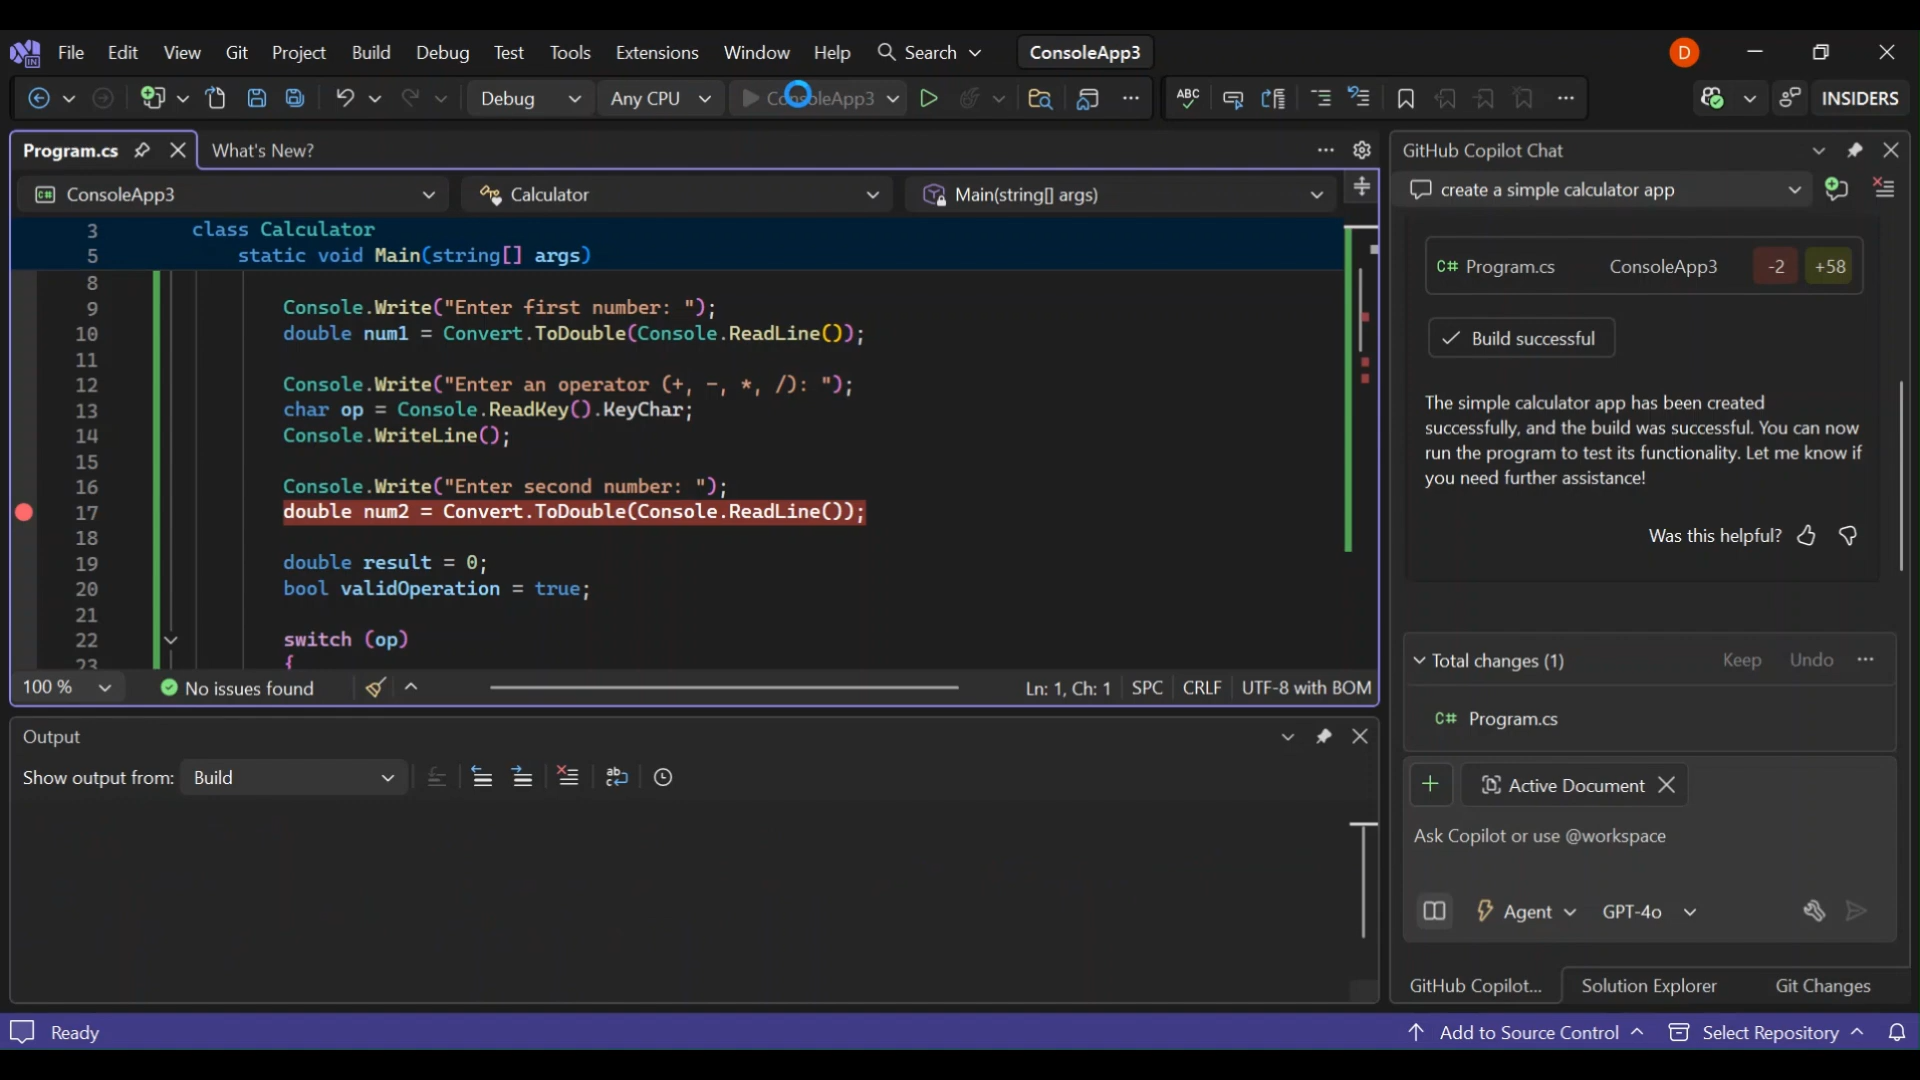 File Edit View Git Project Build Debug Test Tools Extensions Window Help Search ConsoleApp3 D
IN
Debug Any CPU ConsoleApp3 ABC INSIDERS
Program.cs What's New?
C# ConsoleApp3 Calculator Main(string[] args)
3 class Calculator
5 static void Main(string[] args)
8
9 Console.Write("Enter first number: ");
10 double num1 = Convert.ToDouble(Console.ReadLine());
11
12 Console.Write("Enter an operator (+, -, *, /): ");
13 char op = Console.ReadKey().KeyChar;
14 Console.WriteLine();
15
16 Console.Write("Enter second number: ");
17 double num2 = Convert.ToDouble(Console.ReadLine());
18
19 double result = 0;
20 bool validOperation = true;
21
22 switch (op)
23 {
100 % No issues found Ln: 1, Ch: 1 SPC CRLF UTF-8 with BOM
Output
Show output from: Build ab c
GitHub Copilot Chat
create a simple calculator app
C# Program.cs ConsoleApp3 -2 +58
Build successful
The simple calculator app has been created
successfully, and the build was successful. You can now
run the program to test its functionality. Let me know if
you need further assistance!
Was this helpful?
Total changes (1) Keep Undo
C# Program.cs
Active Document
Ask Copilot or use @workspace
Agent GPT-4o
GitHub Copilot... Solution Explorer Git Changes
Ready Add to Source Control Select Repository